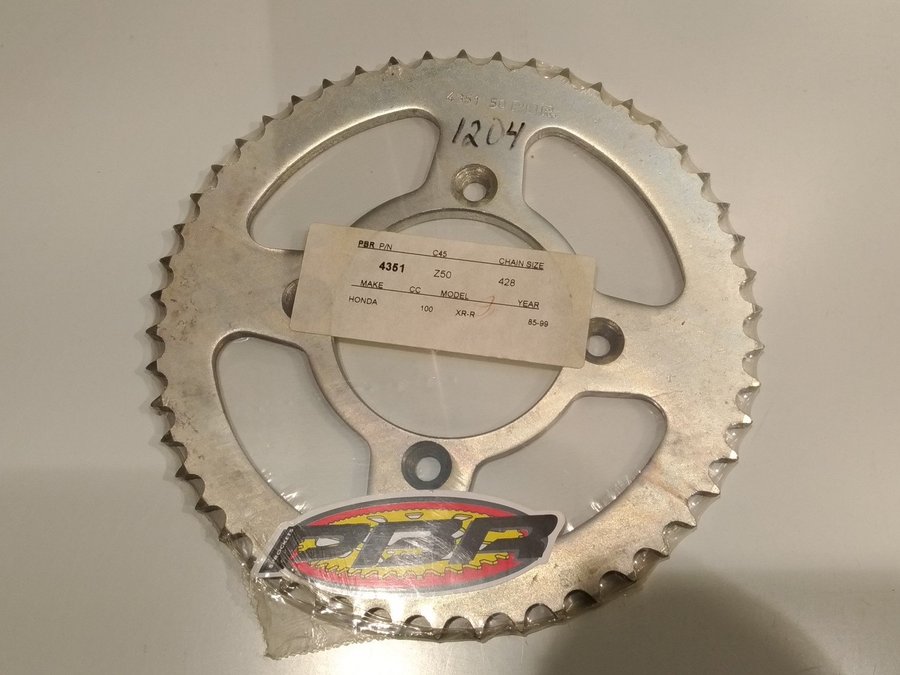 4351 50
1204
PBR P/N C45 CHAIN SIZE
4351 Z50 428
MAKE CC MODEL YEAR
HONDA 100 XR-R 85-99
PBR
SPROCKETS